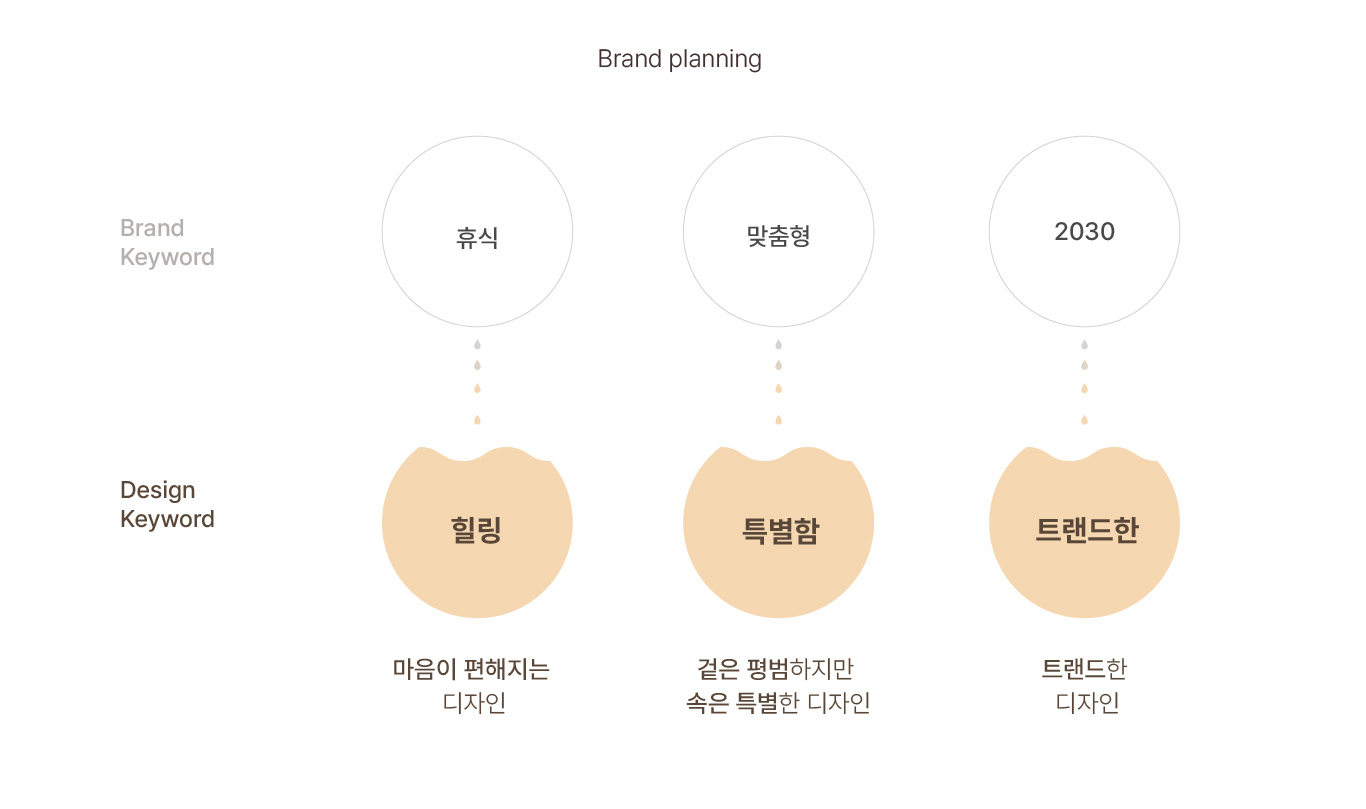 Brand planning
Brand
Keyword
휴식
맞춤형
2030
Design
Keyword
힐링
특별함
트랜드한
마음이 편해지는
디자인
겉은 평범하지만
속은 특별한 디자인
트랜드한
디자인